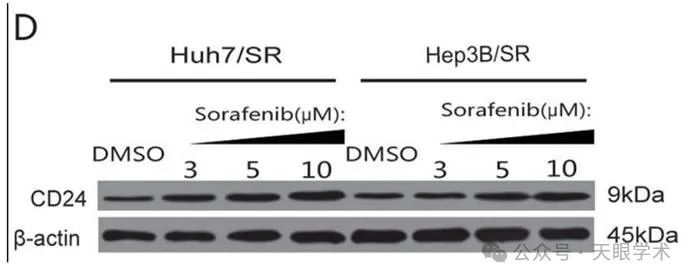 D
Huh7/SR Hep3B/SR
Sorafenib(μM): Sorafenib(μM):
DMSO 3 5 10 DMSO 3 5 10
CD24 9kDa
β-actin 45kDa
公众号·天眼学术